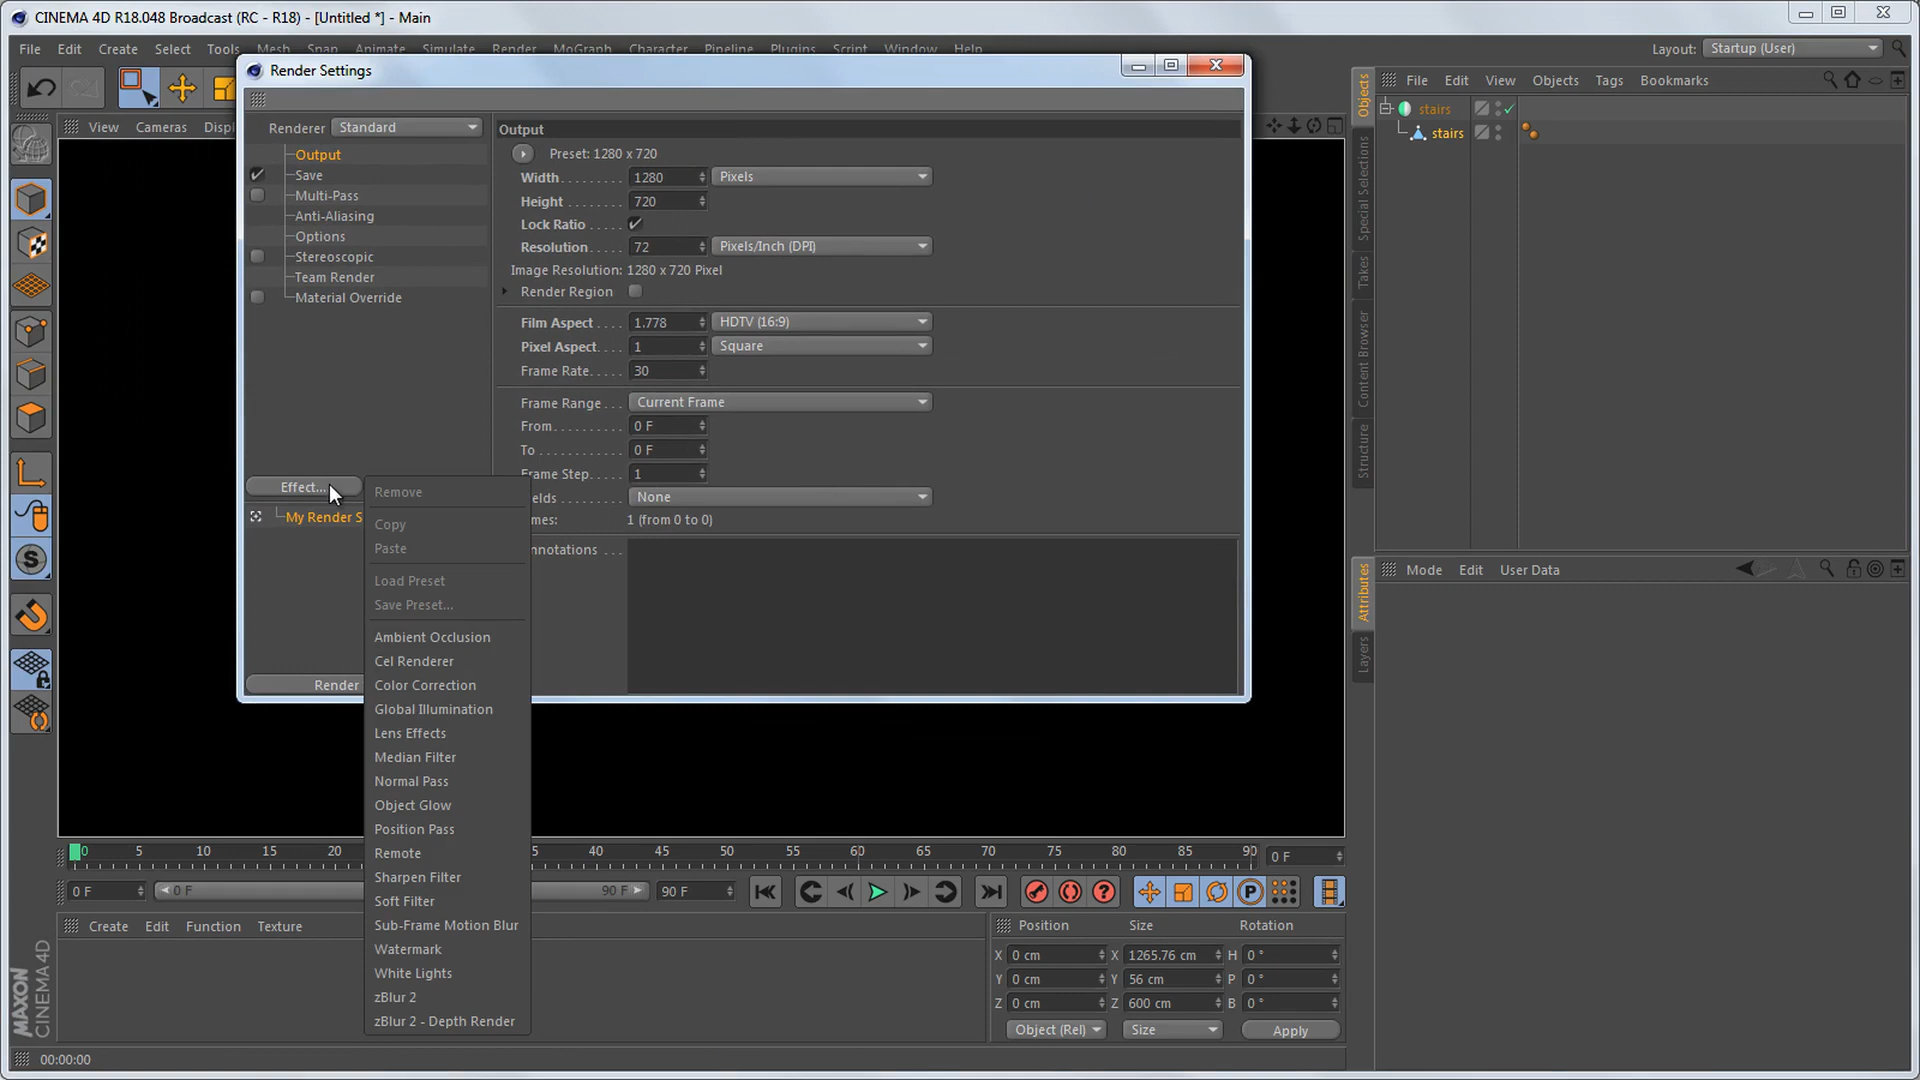 CINEMA 4D R18.048 Broadcast (RC - R18) - [Untitled *] - Main
File Edit Create Select Tools Mesh Snap Animate Simulate Render MoGraph Character Pipeline Plugins Script Window Help
Layout: Startup (User)
Render Settings
File Edit View Objects Tags Bookmarks
View Cameras Displ
Renderer Standard
Output
Save
Multi-Pass
Anti-Aliasing
Options
Stereoscopic
Team Render
Material Override
Output
Preset: 1280 x 720
Width 1280 Pixels
Height 720
Lock Ratio
Resolution 72 Pixels/Inch (DPI)
Image Resolution: 1280 x 720 Pixel
Render Region
Film Aspect 1.778 HDTV (16:9)
Pixel Aspect 1 Square
Frame Rate 30
Frame Range Current Frame
From 0 F
To 0 F
Frame Step 1
ields None
mes: 1 (from 0 to 0)
nnotations
Effect...
My Render S
Render
Remove
Copy
Paste
Load Preset
Save Preset...
Ambient Occlusion
Cel Renderer
Color Correction
Global Illumination
Lens Effects
Median Filter
Normal Pass
Object Glow
Position Pass
Remote
Sharpen Filter
Soft Filter
Sub-Frame Motion Blur
Watermark
White Lights
zBlur 2
zBlur 2 - Depth Render
stairs
stairs
Objects
Special Selections
Takes
Content Browser
Structure
Attributes
Layers
Mode Edit User Data
0 5 10 15 20 5 40 45 50 55 60 65 70 75 80 85 90 0 F
0 F 0 F 90 F 90 F
P
S
Create Edit Function Texture
Position Size Rotation
X 0 cm X 1265.76 cm H 0 °
Y 0 cm Y 56 cm P 0 °
Z 0 cm Z 600 cm B 0 °
Object (Rel) Size Apply
MAXON
CINEMA 4D
00:00:00